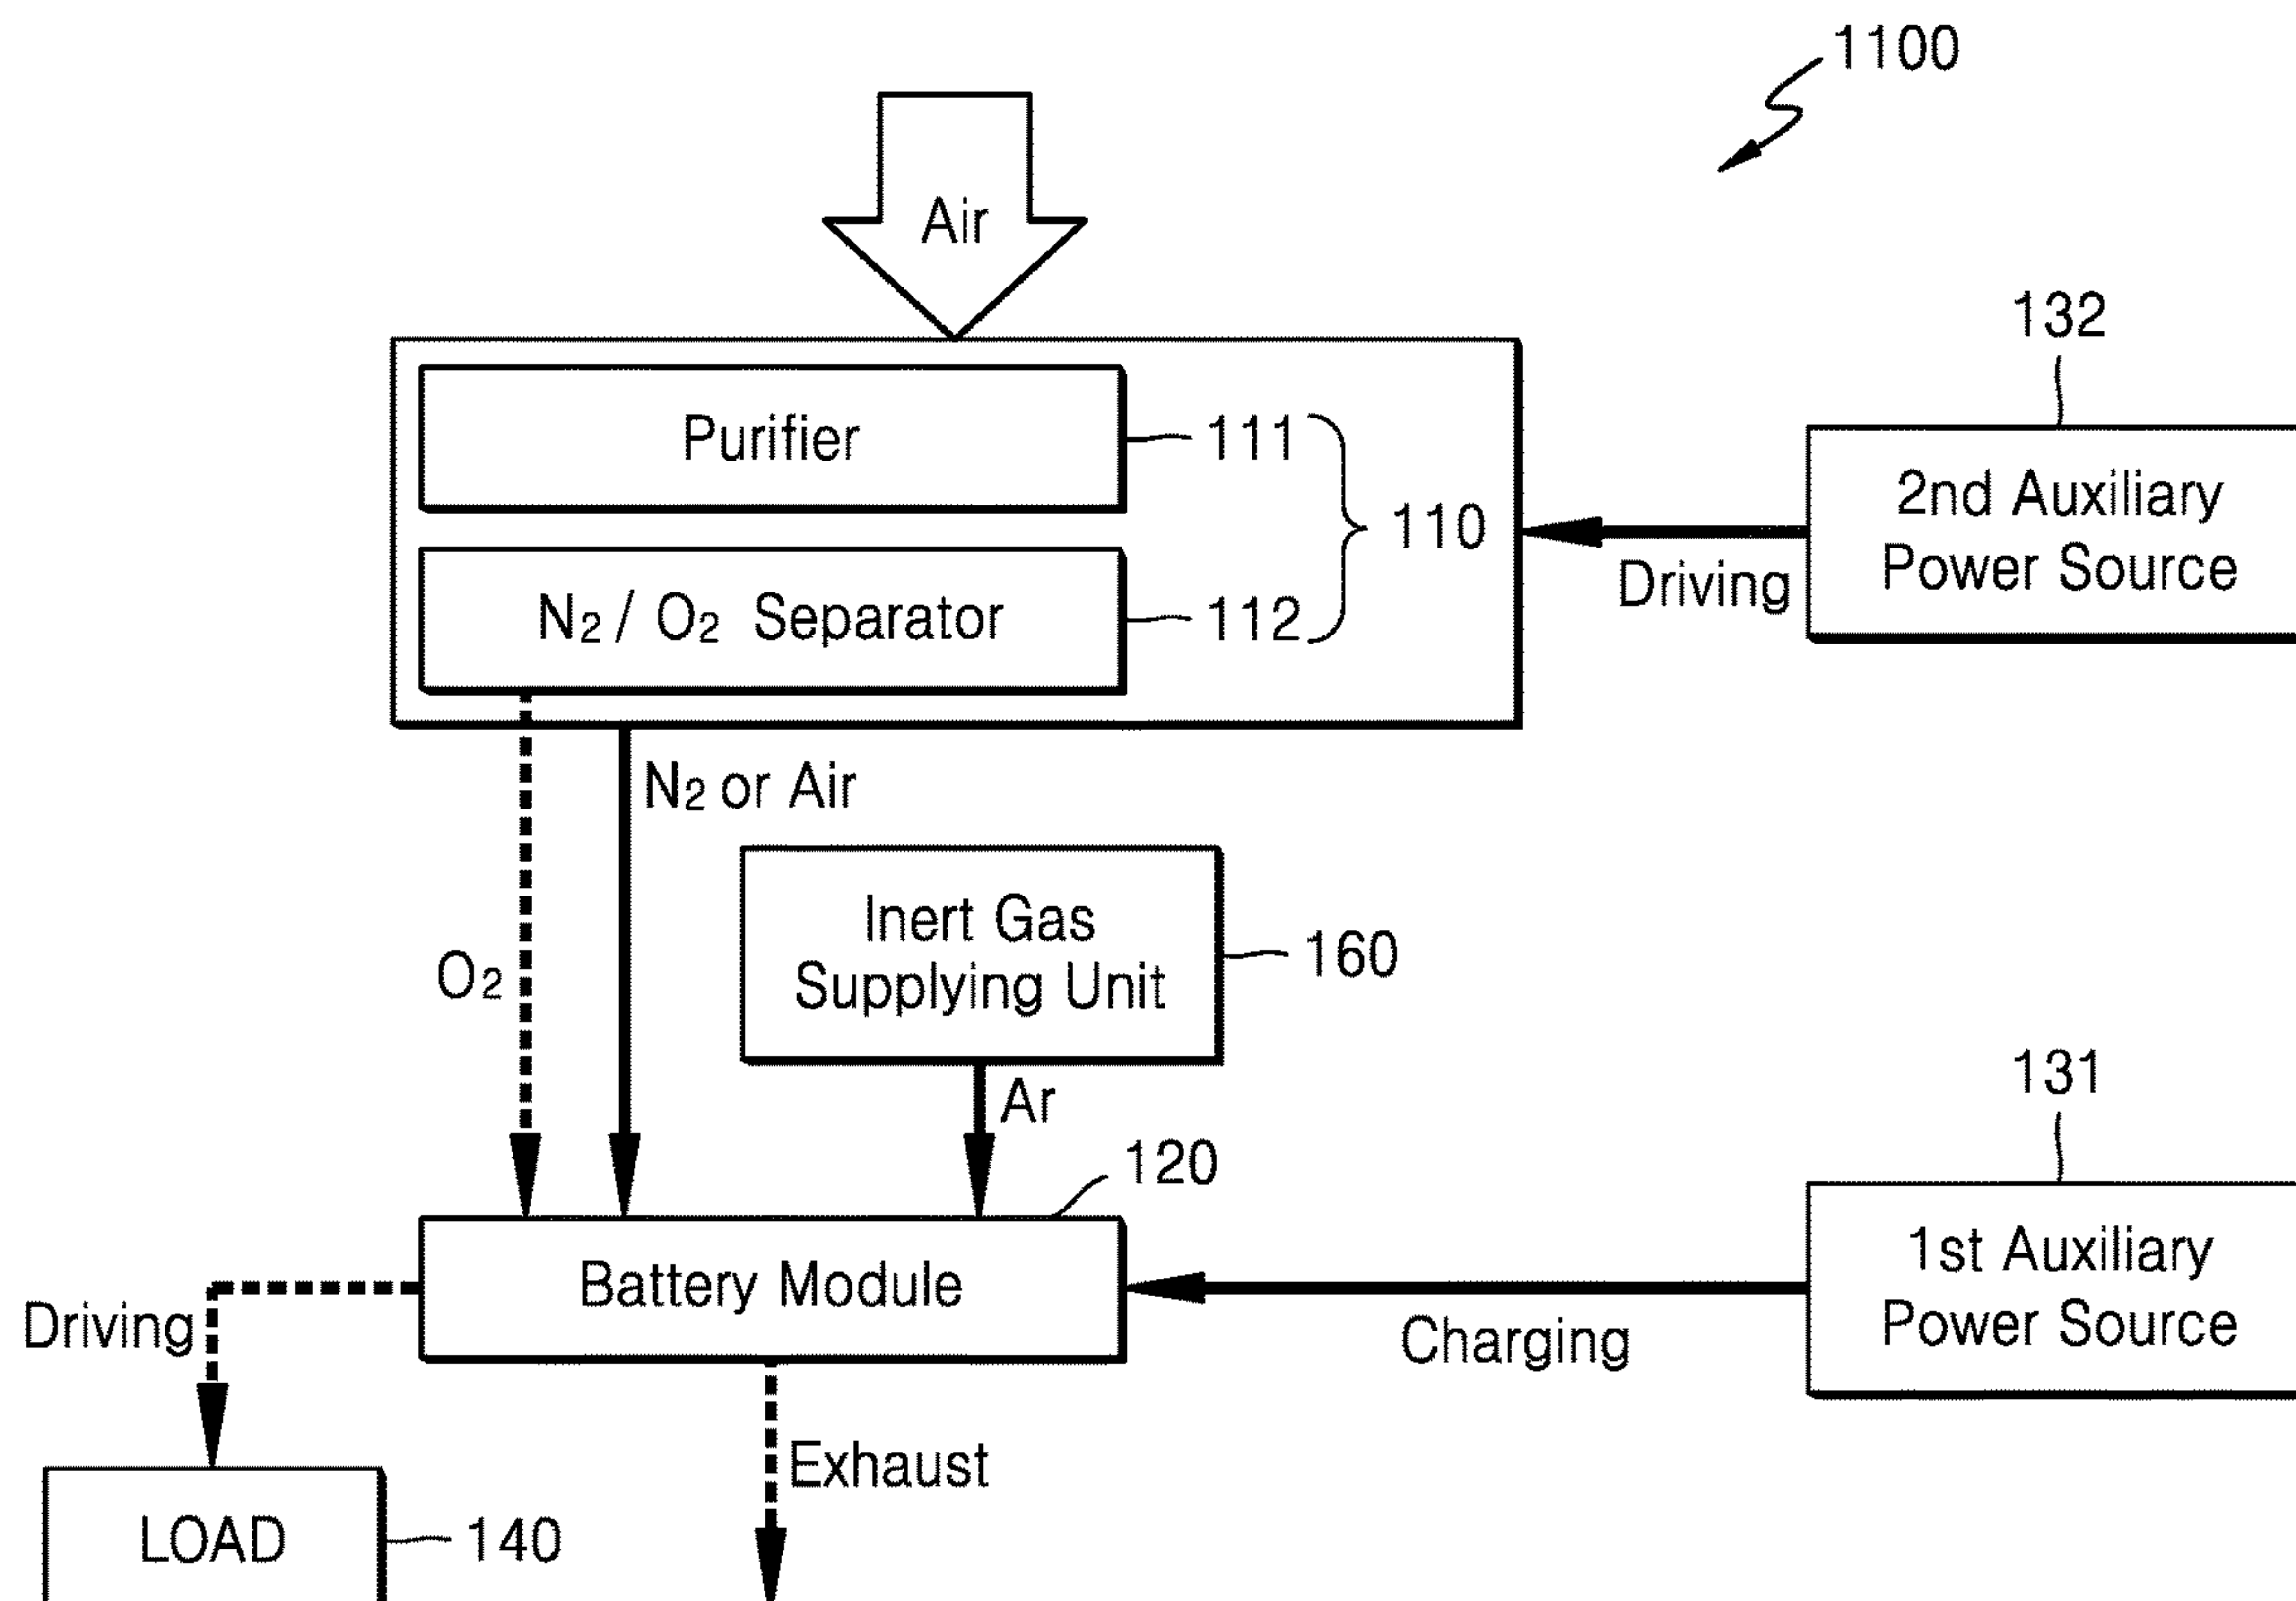 1100
Air
132
Purifier
111
110
2nd Auxiliary
Power Source
Driving
N₂ / O₂ Separator
112
N₂ or Air
Inert Gas
Supplying Unit
160
O₂
Ar
131
120
Battery Module
1st Auxiliary
Power Source
Driving
Charging
Exhaust
LOAD
140